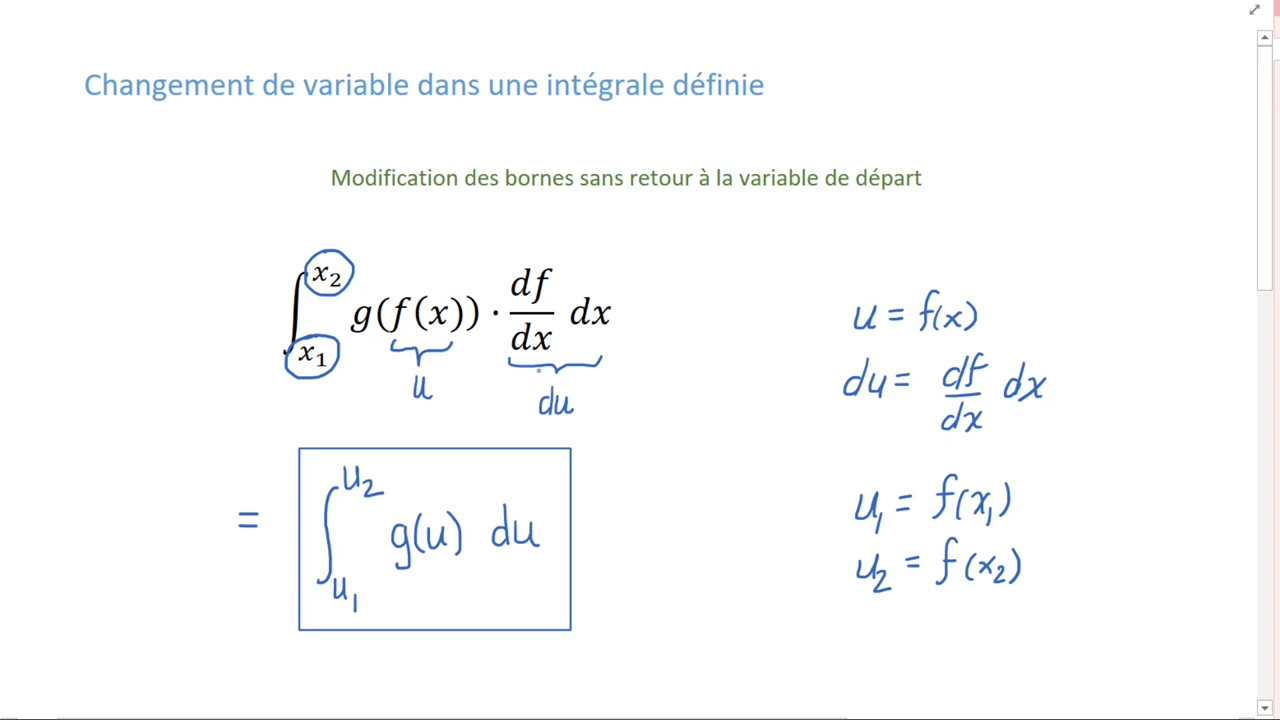 Changement de variable dans une intégrale définie
Modification des bornes sans retour à la variable de départ
∫_{x₁}^{x₂} g(f(x)) · df/dx dx
u
du
= ∫_{u₁}^{u₂} g(u) du
u = f(x)
du = df/dx dx
u₁ = f(x₁)
u₂ = f(x₂)